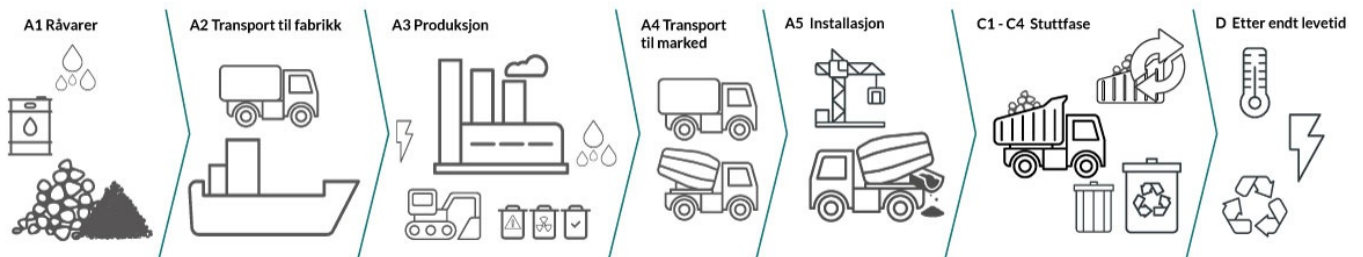 A1 Råvarer
A2 Transport til fabrikk
A3 Produksjon
A4 Transport
til marked
A5 Installasjon
C1 - C4 Stuttfase
D Etter endt levetid